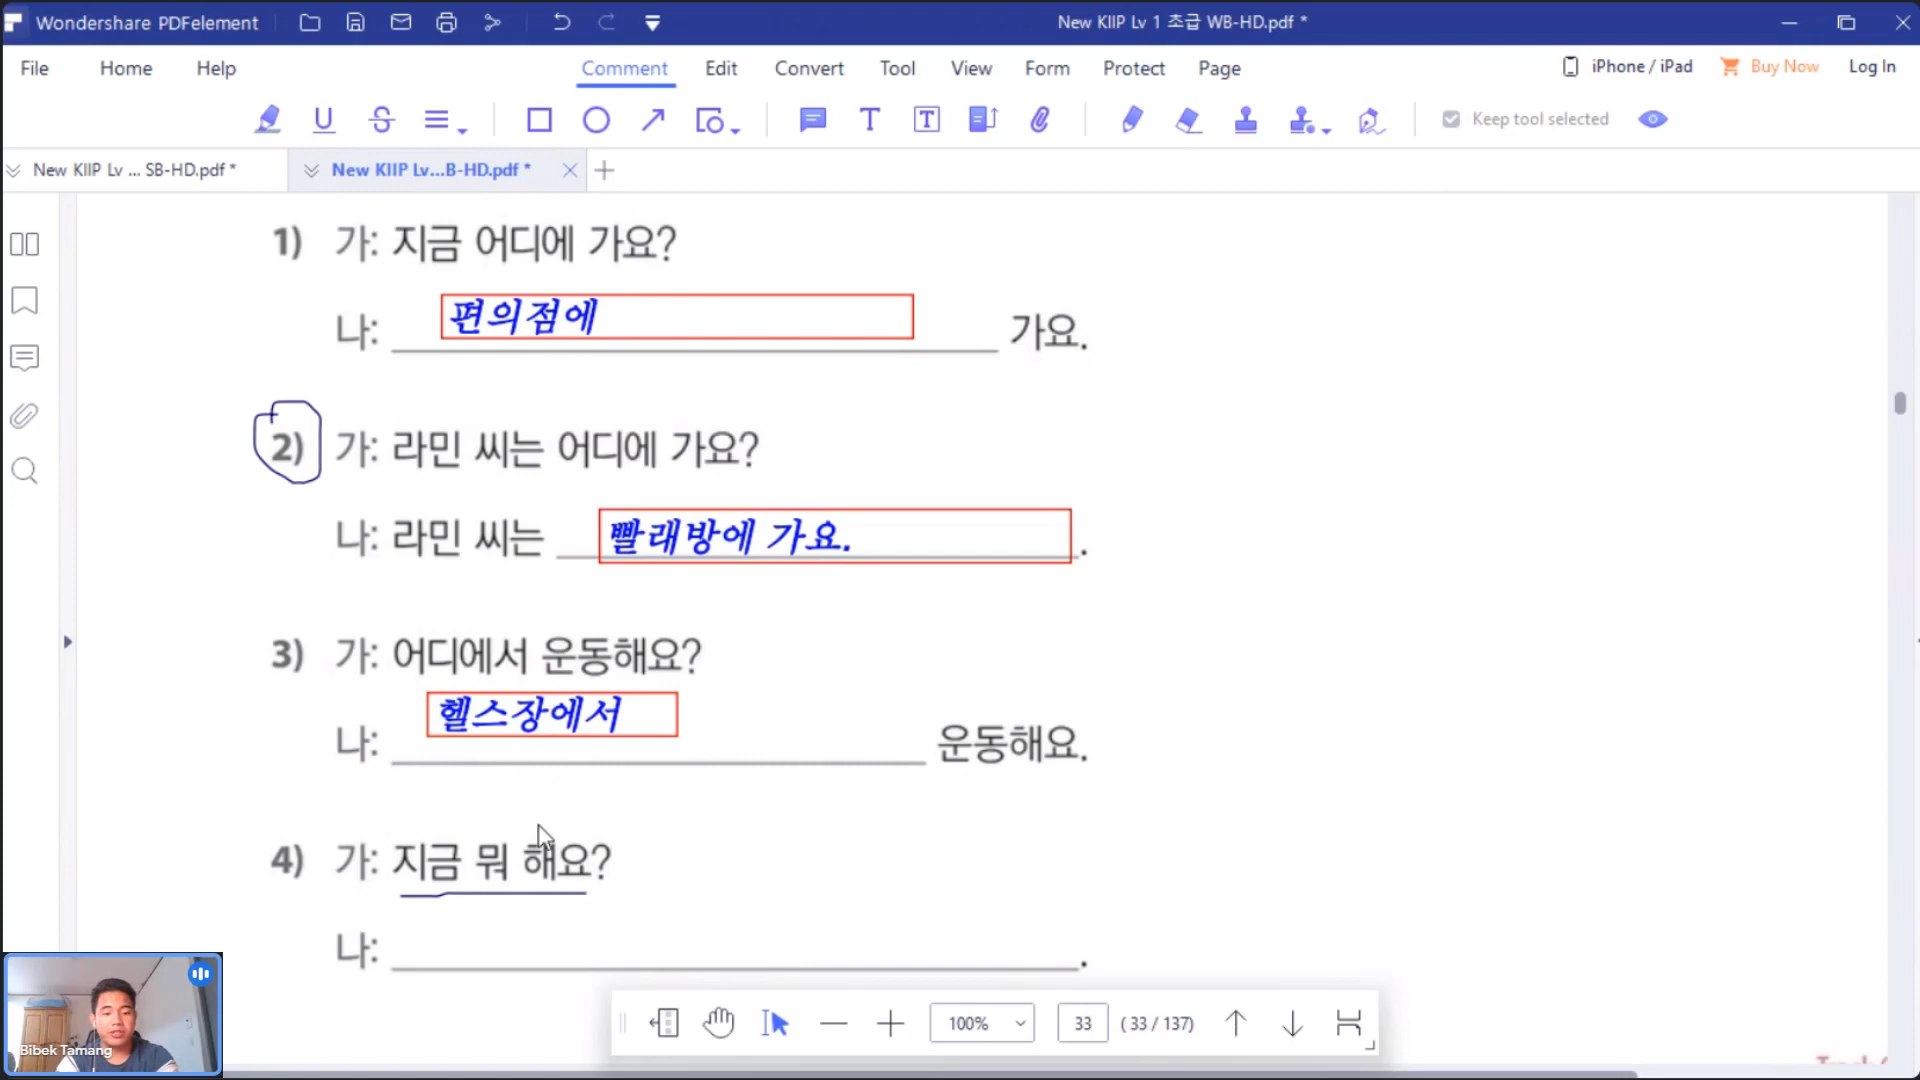 Wondershare PDFelement
New KIIP Lv 1 초급 WB-HD.pdf *
File Home Help Comment Edit Convert Tool View Form Protect Page iPhone / iPad Buy Now Log In
Keep tool selected
New KIIP Lv ... SB-HD.pdf * New KIIP Lv...B-HD.pdf *
1) 가: 지금 어디에 가요?
나: 편의점에 가요.
2) 가: 라민 씨는 어디에 가요?
나: 라민 씨는 빨래방에 가요. .
3) 가: 어디에서 운동해요?
나: 헬스장에서 운동해요.
4) 가: 지금 뭐 해요?
나: .
Bibek Tamang
100% 33 (33 / 137)